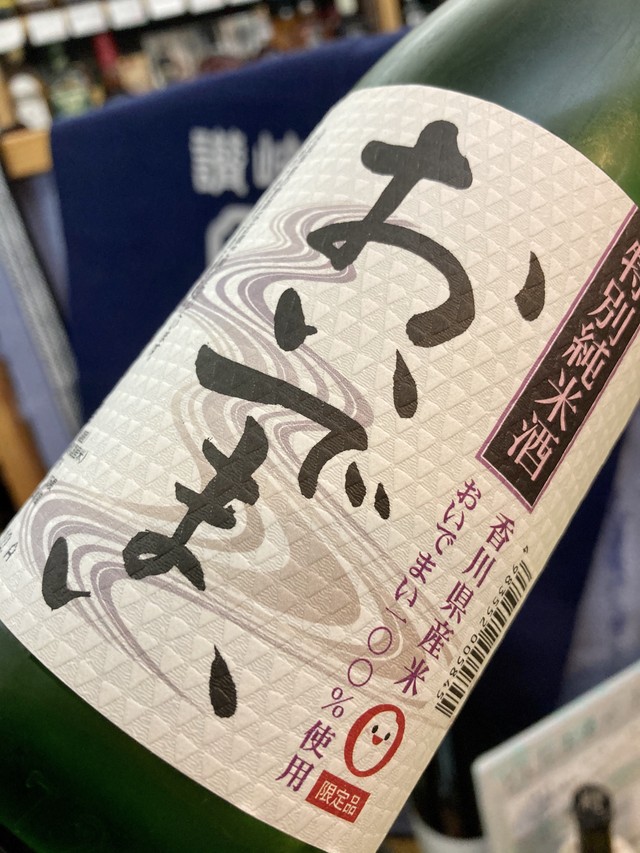 特別純米酒
おいでまい
香川県産米
おいでまい一〇〇%使用
限定品
讃岐